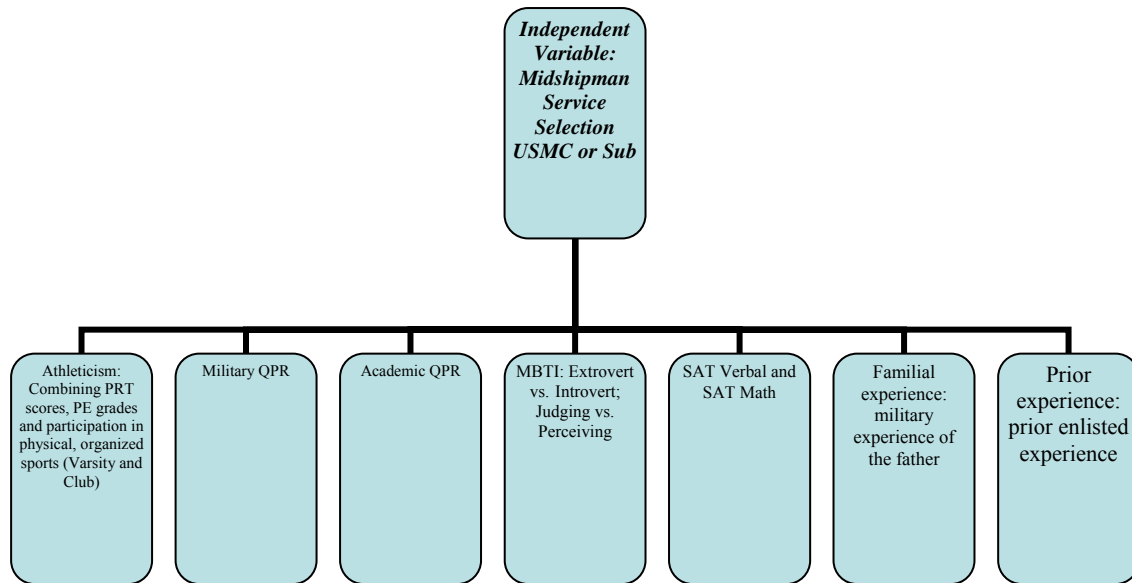 Independent
Variable:
Midshipman
Service
Selection
USMC or Sub
Athleticism:
Combining PRT
scores, PE grades
and participation in
physical, organized
sports (Varsity and
Club)
Military QPR
Academic QPR
MBTI: Extrovert
vs. Introvert;
Judging vs.
Perceiving
SAT Verbal and
SAT Math
Familial
experience:
military
experience of
the father
Prior
experience:
prior enlisted
experience